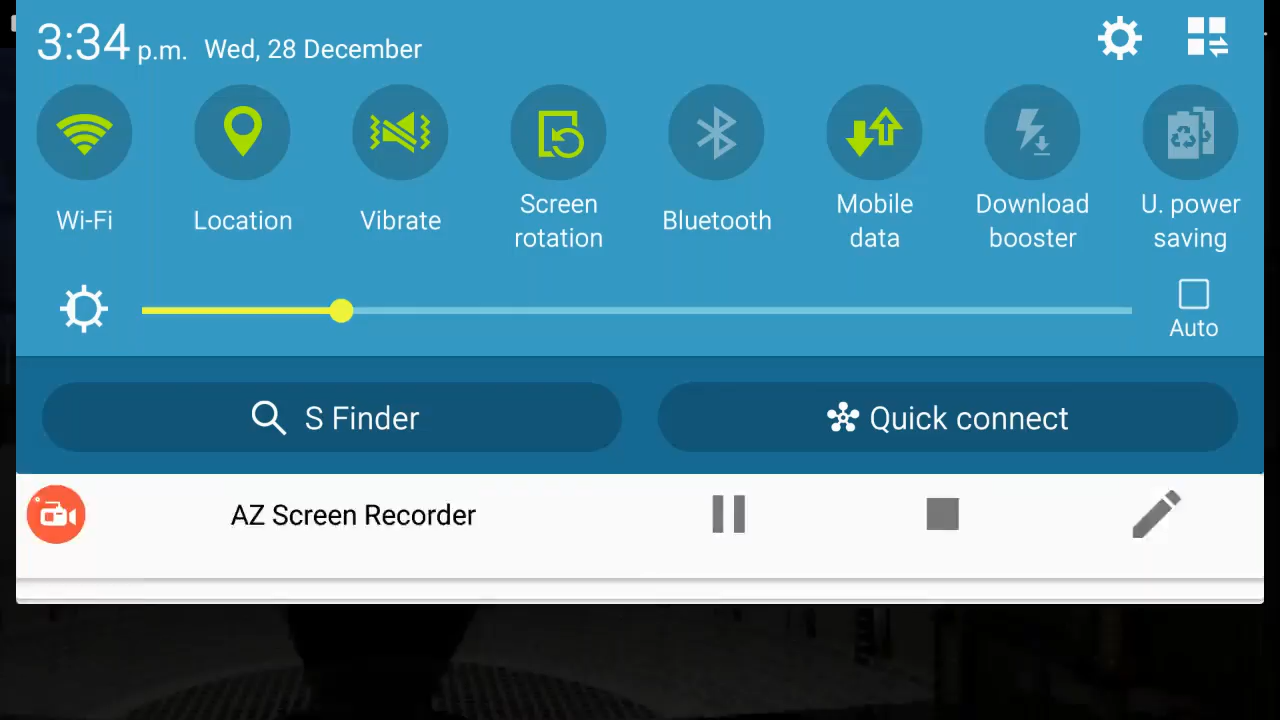 3:34 p.m. Wed, 28 December
Wi-Fi
Location
Vibrate
Screen
rotation
Bluetooth
Mobile
data
Download
booster
U. power
saving
Auto
S Finder
Quick connect
AZ Screen Recorder